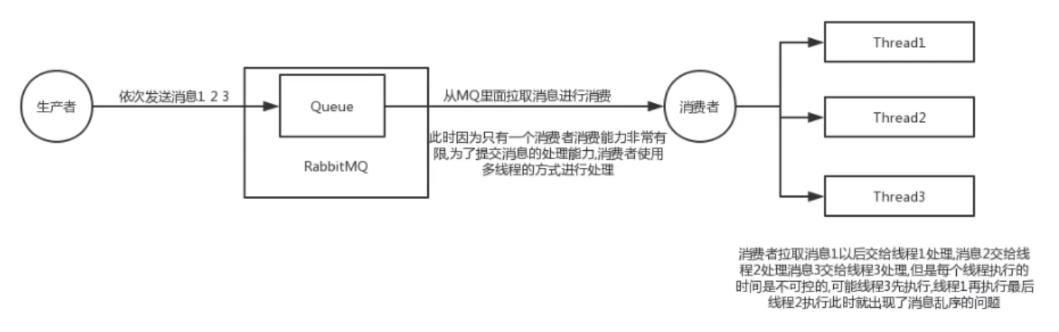 生产者
依次发送消息1 2 3
Queue
RabbitMQ
从MQ里面拉取消息进行消费
此时因为只有一个消费者消费能力非常有
限,为了提交消息的处理能力,消费者使用
多线程的方式进行处理
消费者
Thread1
Thread2
Thread3
消费者拉取消息1以后交给线程1处理,消息2交给线
程2处理消息3交给线程3处理,但是每个线程执行的
时间是不可控的,可能线程3先执行,线程1再执行最后
线程2执行此时就出现了消息乱序的问题